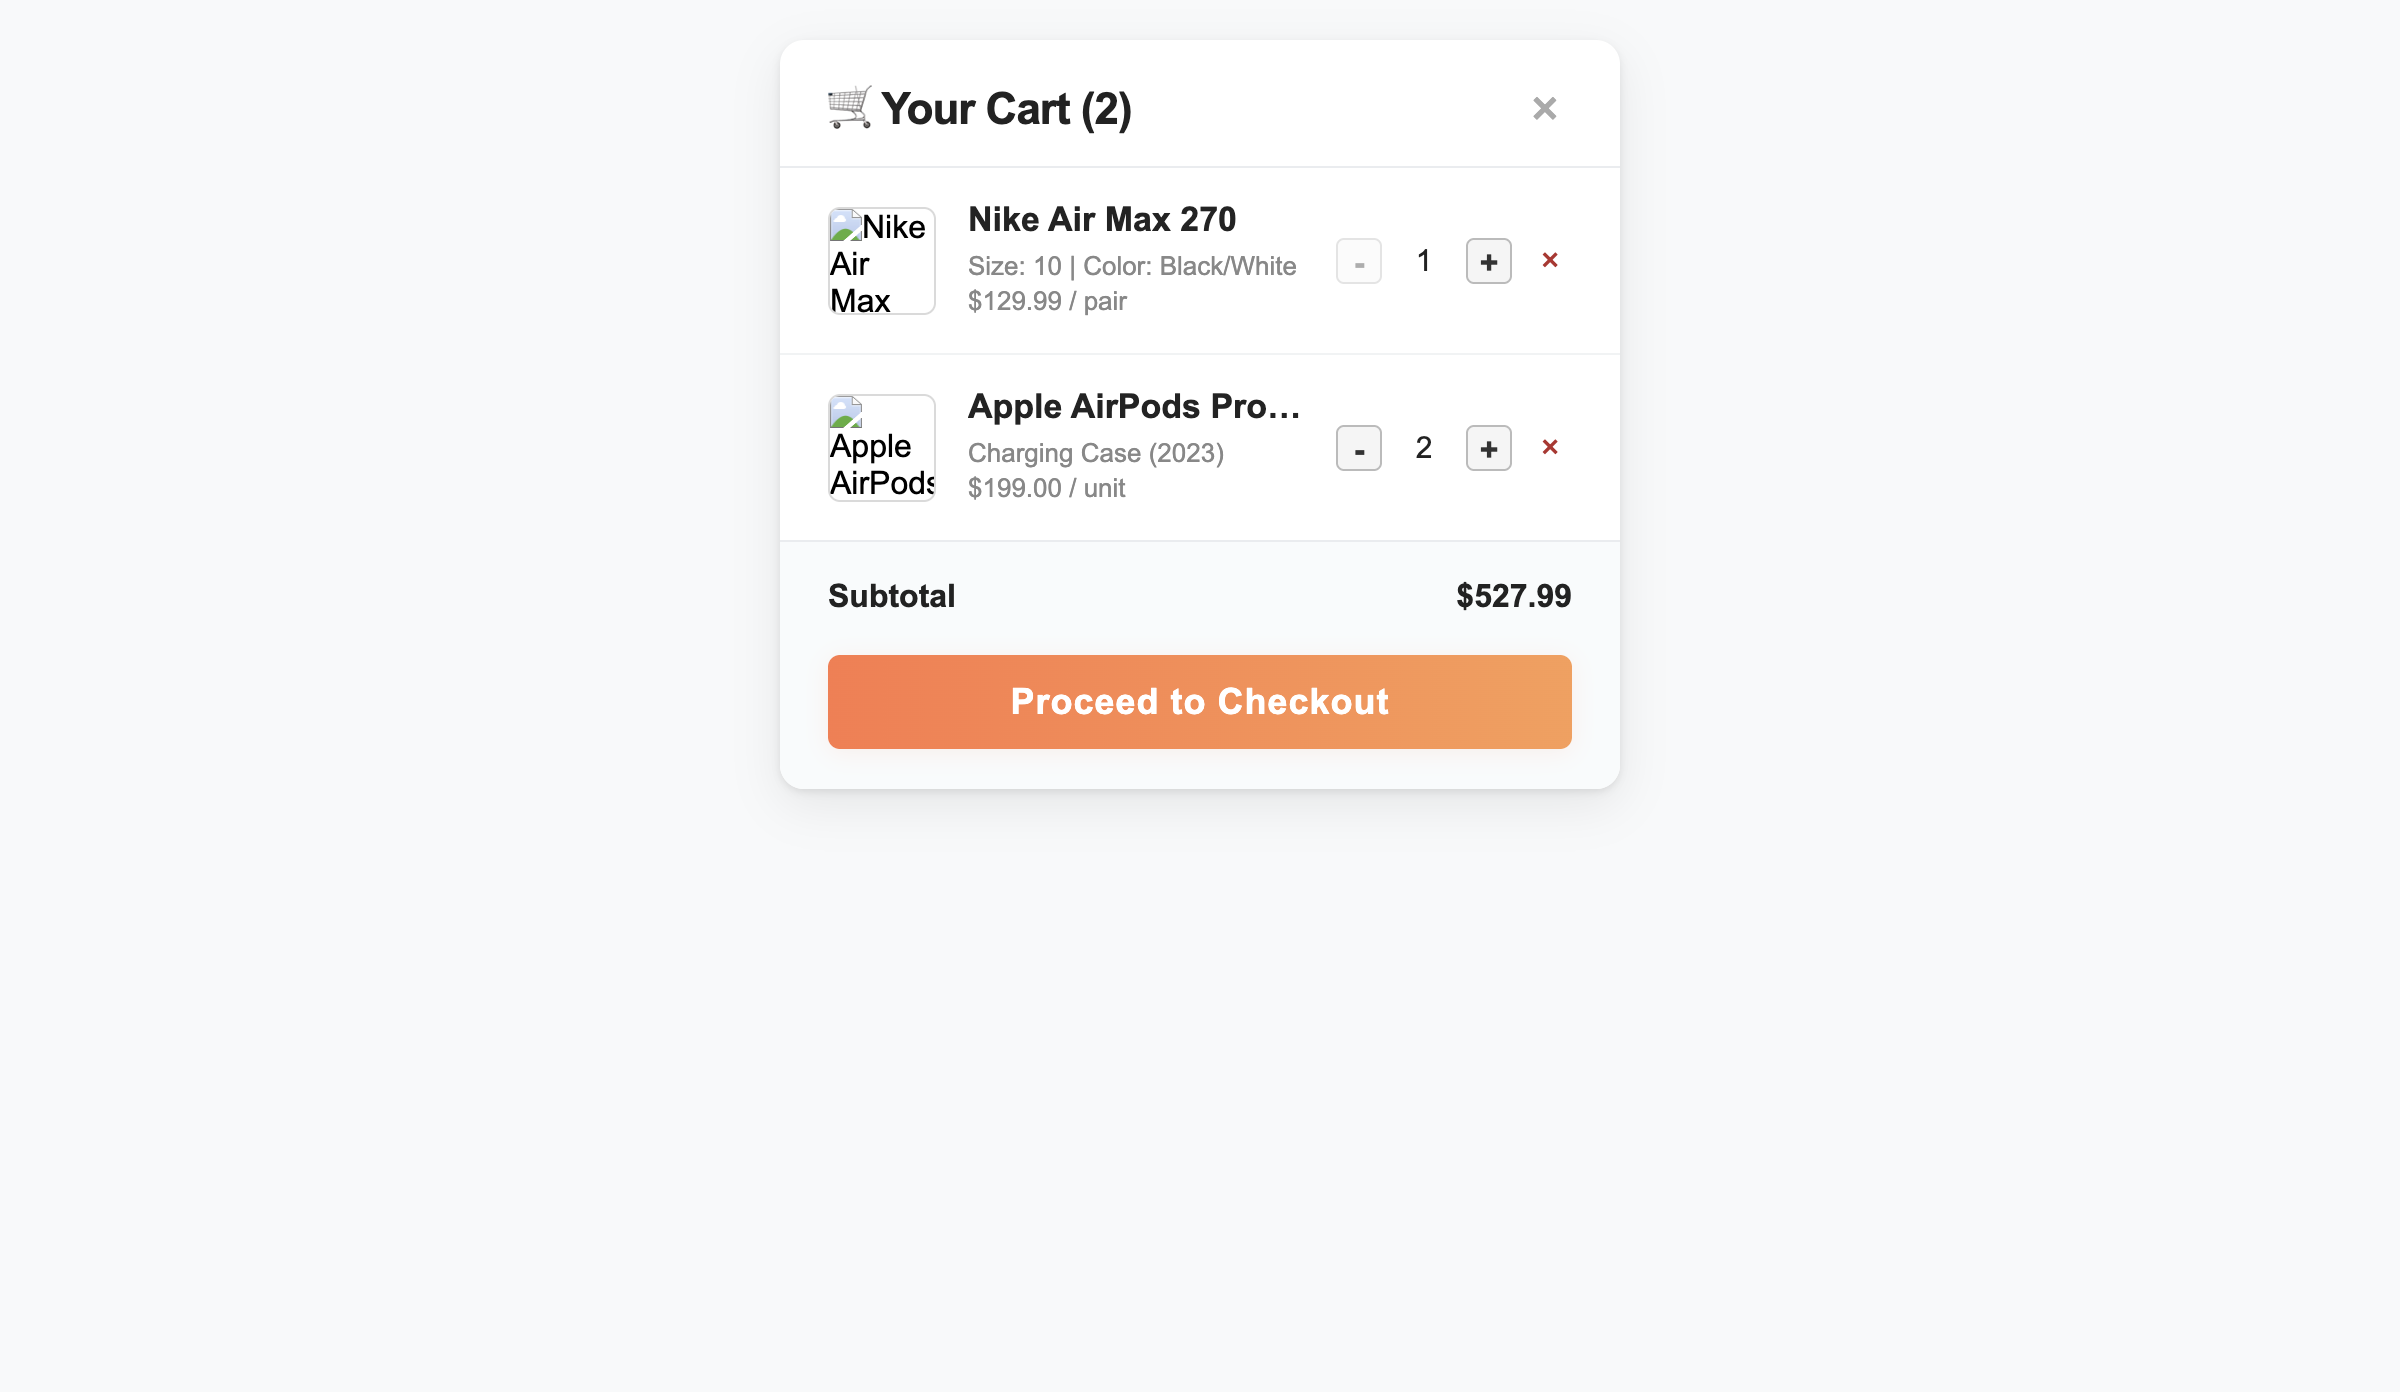 🛒 Your Cart (2)
×
Nike
Air
Max
Nike Air Max 270
Size: 10 | Color: Black/White
$129.99 / pair
- 1 + ×
Apple
AirPods
Apple AirPods Pro…
Charging Case (2023)
$199.00 / unit
- 2 + ×
Subtotal $527.99
Proceed to Checkout